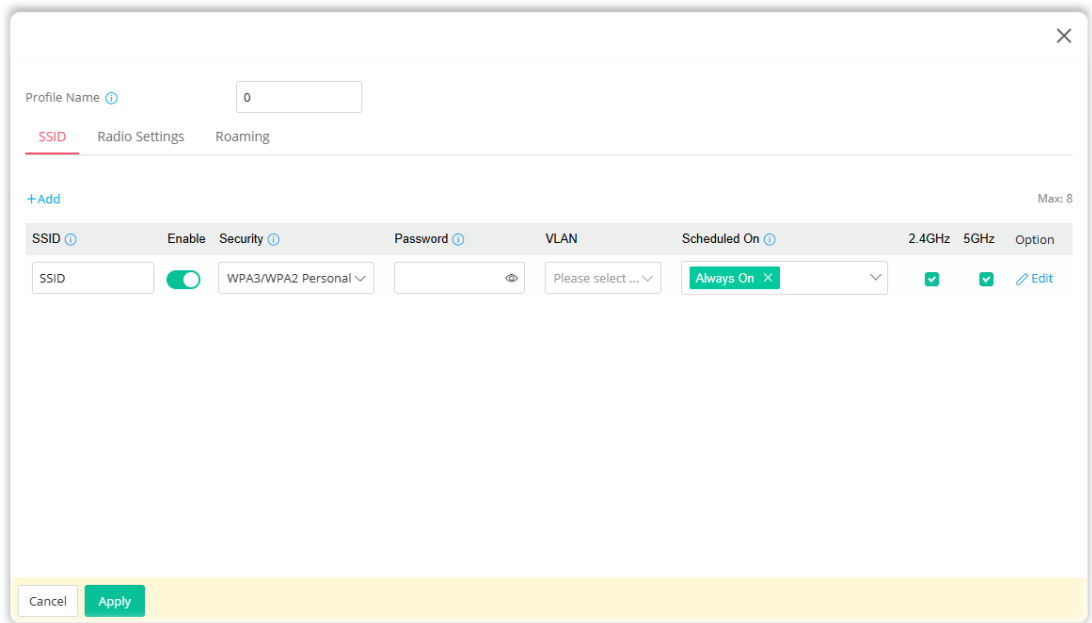 Profile Name 0
SSID Radio Settings Roaming
+Add Max: 8
SSID Enable Security Password VLAN Scheduled On 2.4GHz 5GHz Option
SSID WPA3/WPA2 Personal Please select ... Always On × Edit
Cancel Apply